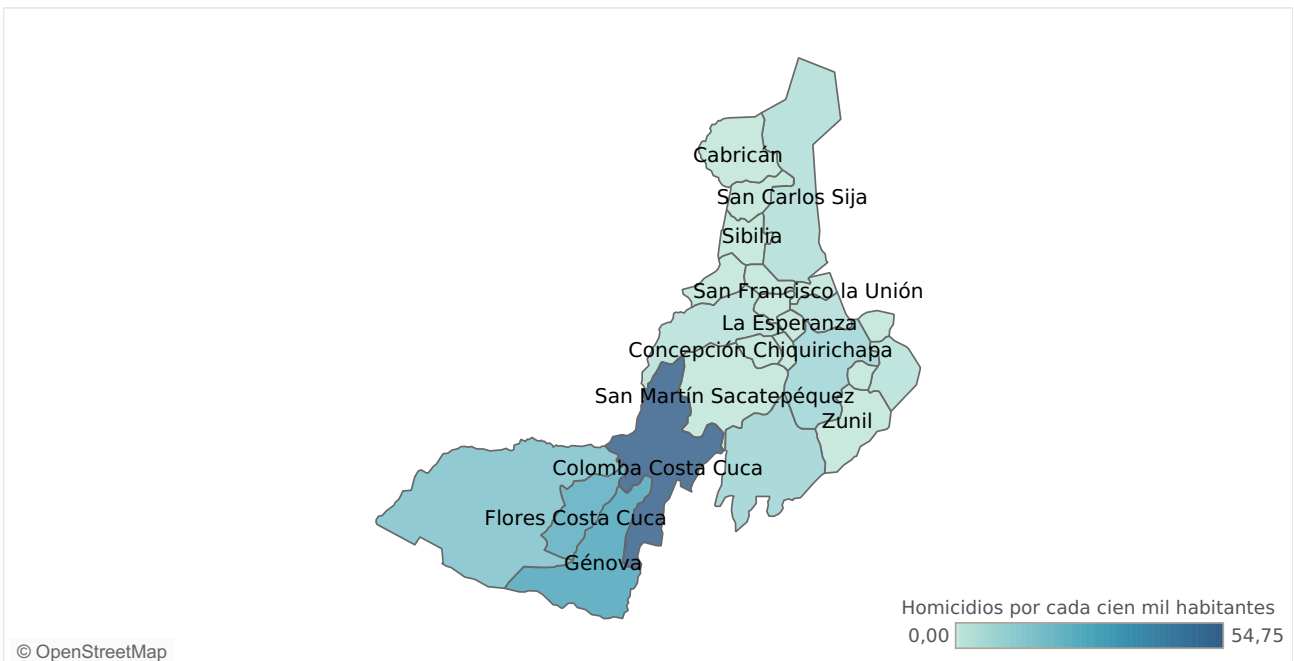 Cabricán
San Carlos Sija
Sibilia
San Francisco la Unión
La Esperanza
Concepción Chiquirichapa
San Martín Sacatepéquez
Zunil
Colomba Costa Cuca
Flores Costa Cuca
Génova
Homicidios por cada cien mil habitantes
0,00 54,75
© OpenStreetMap